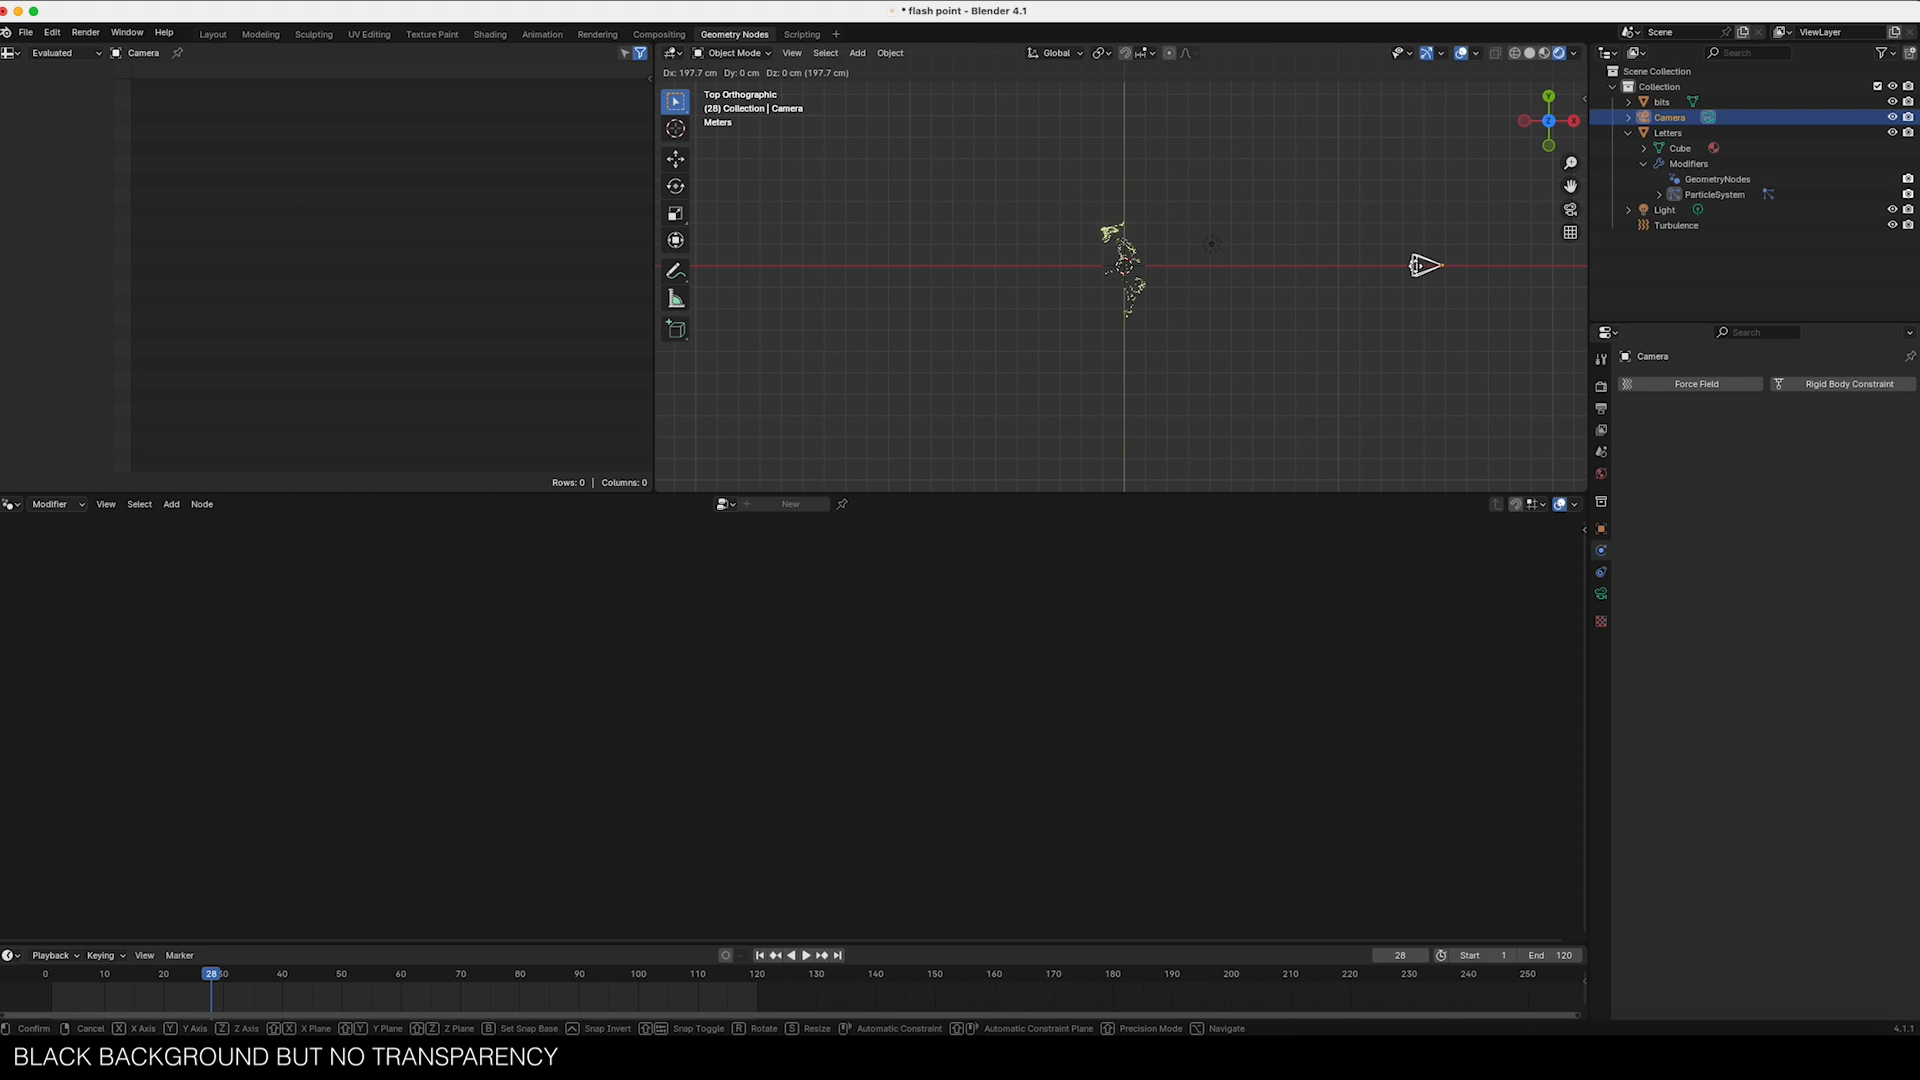 * flash point - Blender 4.1
File Edit Render Window Help
Layout Modeling Sculpting UV Editing Texture Paint Shading Animation Rendering Compositing Geometry Nodes Scripting +
Scene
ViewLayer
Evaluated
Camera
Object Mode View Select Add Object
Global
Search
Dx: 197.7 cm Dy: 0 cm Dz: 0 cm (197.7 cm)
Top Orthographic
(28) Collection | Camera
Meters
Y
Z
X
Scene Collection
Collection
bits
Camera
Letters
Cube
Modifiers
GeometryNodes
ParticleSystem
Light
Turbulence
Search
Camera
Force Field
Rigid Body Constraint
Rows: 0 | Columns: 0
Modifier View Select Add Node
+ New
Playback Keying View Marker
28
Start 1
End 120
0 10 20 28 30 40 50 60 70 80 90 100 110 120 130 140 150 160 170 180 190 200 210 220 230 240 250
Confirm Cancel X X Axis Y Y Axis Z Z Axis X X Plane Y Y Plane Z Z Plane B Set Snap Base Snap Invert Snap Toggle R Rotate S Resize Automatic Constraint Automatic Constraint Plane Precision Mode Navigate
4.1.1
BLACK BACKGROUND BUT NO TRANSPARENCY